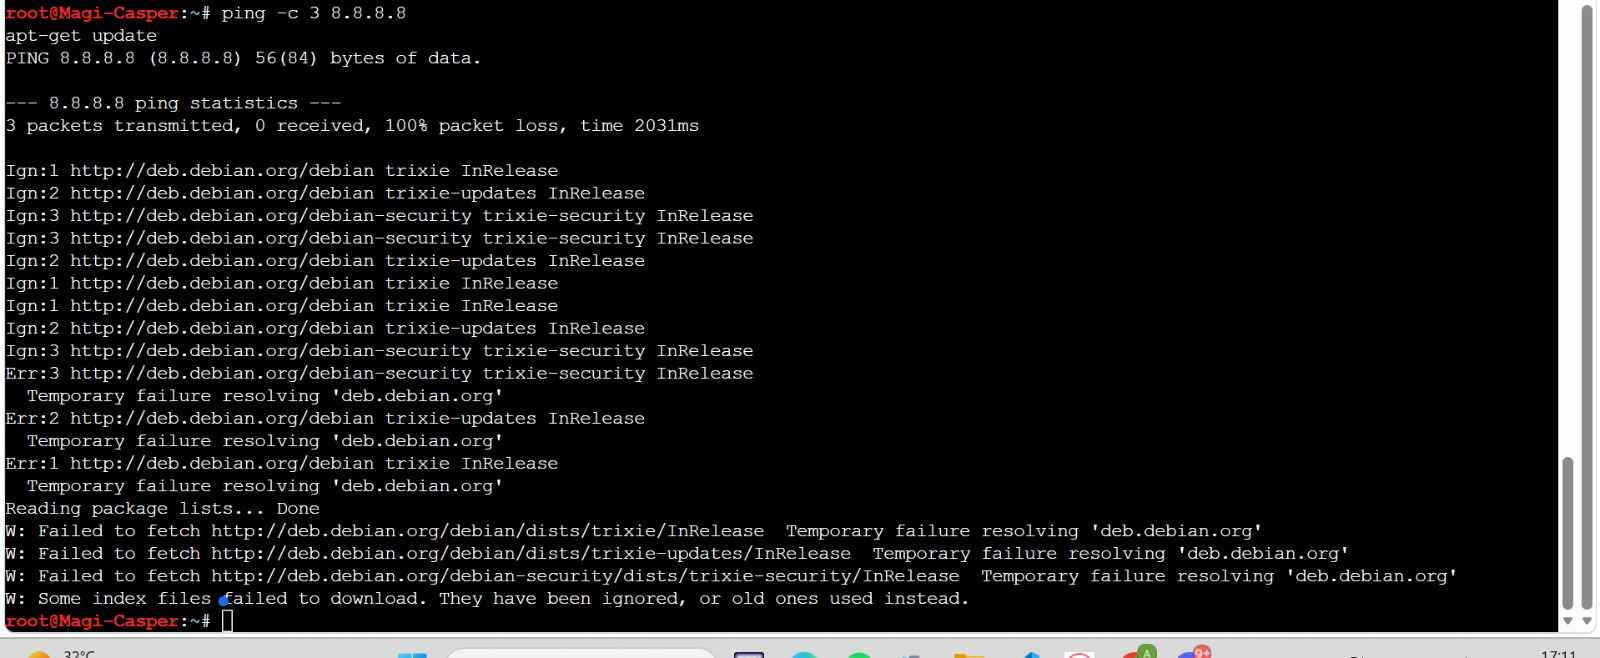 root@Magi-Casper:~# ping -c 3 8.8.8.8
apt-get update
PING 8.8.8.8 (8.8.8.8) 56(84) bytes of data.
--- 8.8.8.8 ping statistics ---
3 packets transmitted, 0 received, 100% packet loss, time 2031ms
Ign:1 http://deb.debian.org/debian trixie InRelease
Ign:2 http://deb.debian.org/debian trixie-updates InRelease
Ign:3 http://deb.debian.org/debian-security trixie-security InRelease
Ign:3 http://deb.debian.org/debian-security trixie-security InRelease
Ign:2 http://deb.debian.org/debian trixie-updates InRelease
Ign:1 http://deb.debian.org/debian trixie InRelease
Ign:1 http://deb.debian.org/debian trixie InRelease
Ign:2 http://deb.debian.org/debian trixie-updates InRelease
Ign:3 http://deb.debian.org/debian-security trixie-security InRelease
Err:3 http://deb.debian.org/debian-security trixie-security InRelease
  Temporary failure resolving 'deb.debian.org'
Err:2 http://deb.debian.org/debian trixie-updates InRelease
  Temporary failure resolving 'deb.debian.org'
Err:1 http://deb.debian.org/debian trixie InRelease
  Temporary failure resolving 'deb.debian.org'
Reading package lists... Done
W: Failed to fetch http://deb.debian.org/debian/dists/trixie/InRelease  Temporary failure resolving 'deb.debian.org'
W: Failed to fetch http://deb.debian.org/debian/dists/trixie-updates/InRelease  Temporary failure resolving 'deb.debian.org'
W: Failed to fetch http://deb.debian.org/debian-security/dists/trixie-security/InRelease  Temporary failure resolving 'deb.debian.org'
W: Some index files failed to download. They have been ignored, or old ones used instead.
root@Magi-Casper:~#
32°C
A
9+
17:11